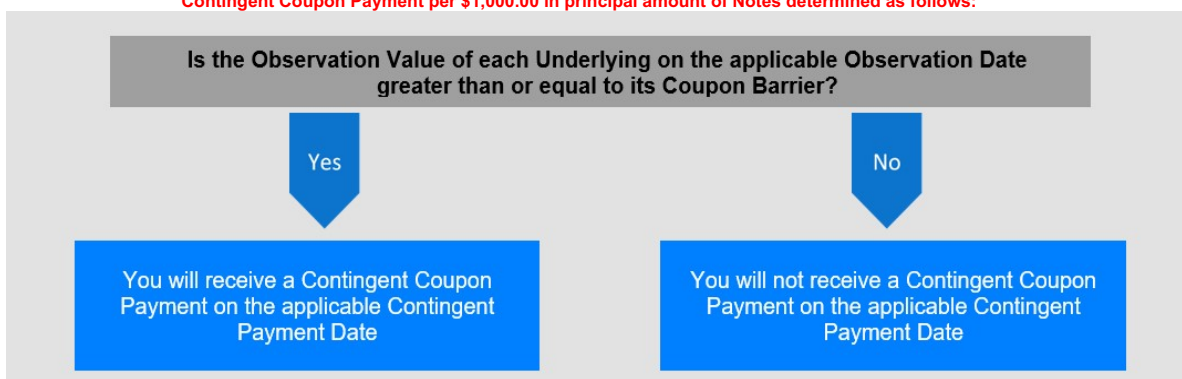 Contingent Coupon Payment per $1,000.00 in principal amount of Notes determined as follows:
Is the Observation Value of each Underlying on the applicable Observation Date
greater than or equal to its Coupon Barrier?
Yes
No
You will receive a Contingent Coupon
Payment on the applicable Contingent
Payment Date
You will not receive a Contingent Coupon
Payment on the applicable Contingent
Payment Date